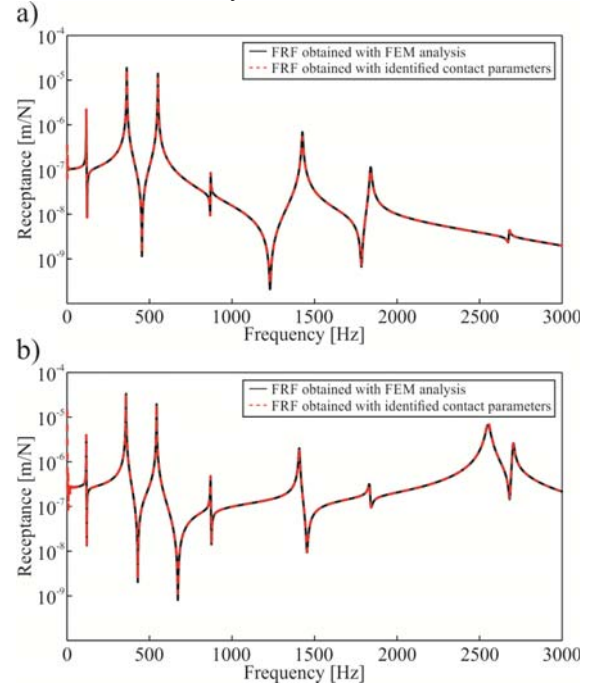 a)
10⁻⁴
FRF obtained with FEM analysis
FRF obtained with identified contact parameters
10⁻⁵
10⁻⁶
10⁻⁷
10⁻⁸
10⁻⁹
Receptance [m/N]
0 500 1000 1500 2000 2500 3000
Frequency [Hz]
b)
10⁻⁴
FRF obtained with FEM analysis
FRF obtained with identified contact parameters
10⁻⁵
10⁻⁶
10⁻⁷
10⁻⁸
10⁻⁹
Receptance [m/N]
0 500 1000 1500 2000 2500 3000
Frequency [Hz]